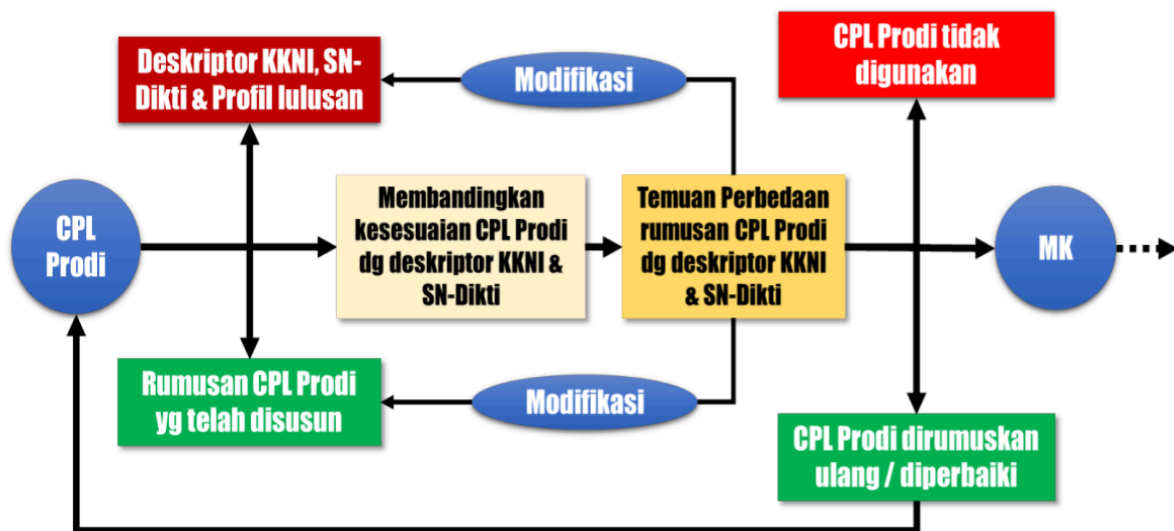 Deskriptor KKNI, SN-
Dikti & Profil lulusan
Modifikasi
CPL Prodi tidak
digunakan
CPL
Prodi
Membandingkan
kesesuaian CPL Prodi
dg deskriptor KKNI &
SN-Dikti
Temuan Perbedaan
rumusan CPL Prodi
dg deskriptor KKNI
& SN-Dikti
MK
Rumusan CPL Prodi
yg telah disusun
Modifikasi
CPL Prodi dirumuskan
ulang / diperbaiki